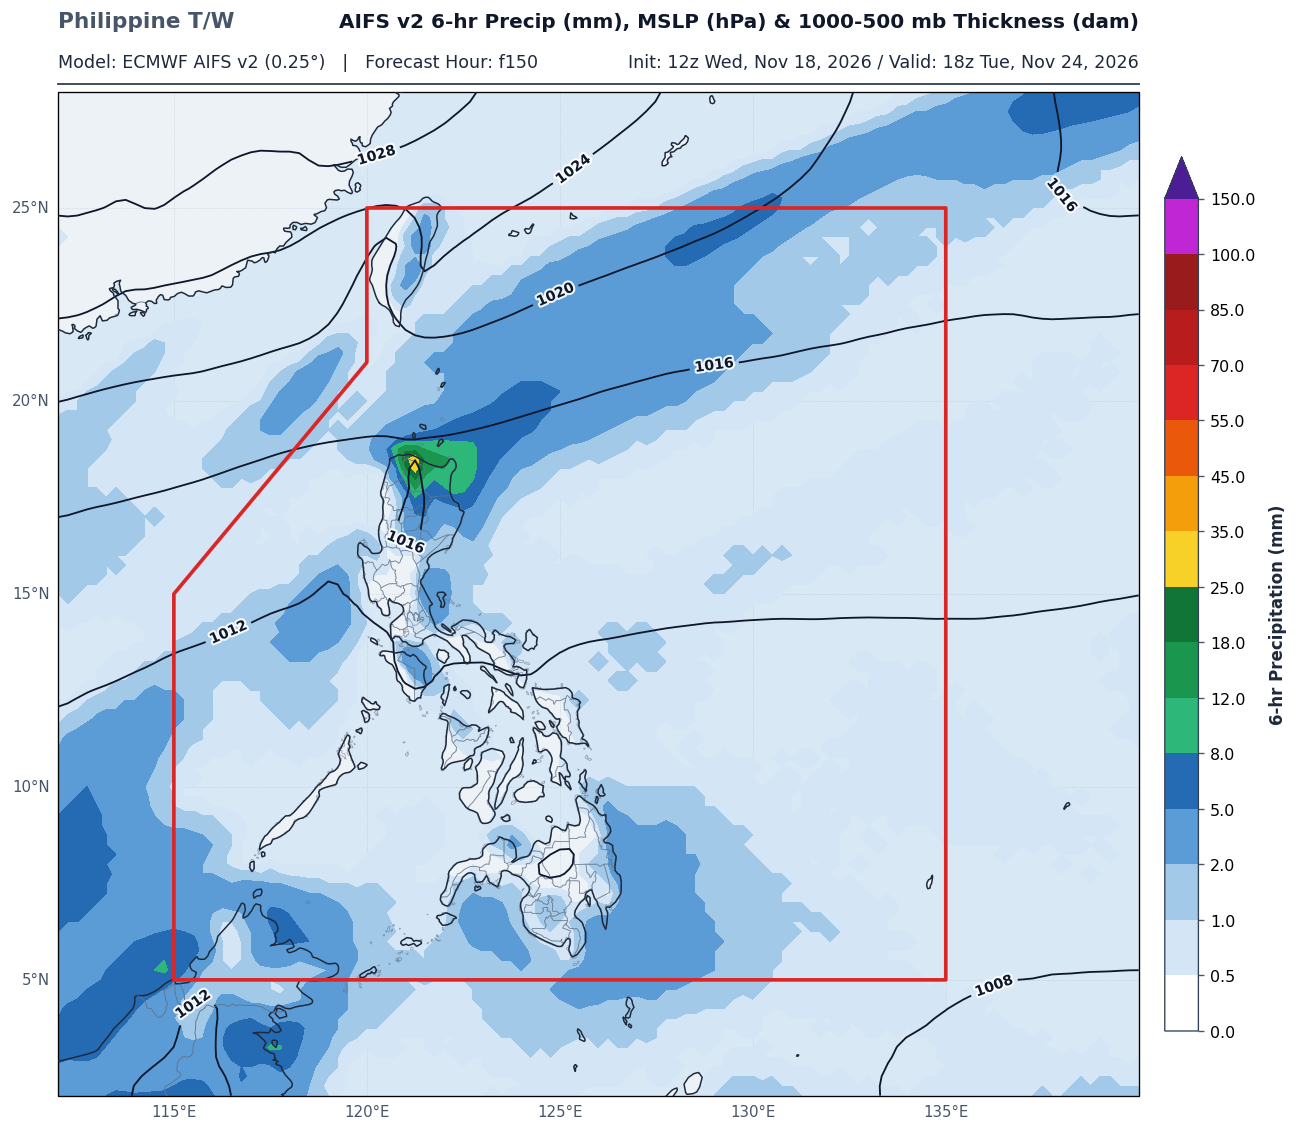 Philippine T/W
AIFS v2 6-hr Precip (mm), MSLP (hPa) & 1000-500 mb Thickness (dam)
Model: ECMWF AIFS v2 (0.25°) | Forecast Hour: f150
Init: 12z Wed, Nov 18, 2026 / Valid: 18z Tue, Nov 24, 2026
1028
1024
1016
1020
1016
1016
1012
1012
1008
25°N
20°N
15°N
10°N
5°N
115°E
120°E
125°E
130°E
135°E
150.0
100.0
85.0
70.0
55.0
45.0
35.0
25.0
18.0
12.0
8.0
5.0
2.0
1.0
0.5
0.0
6-hr Precipitation (mm)